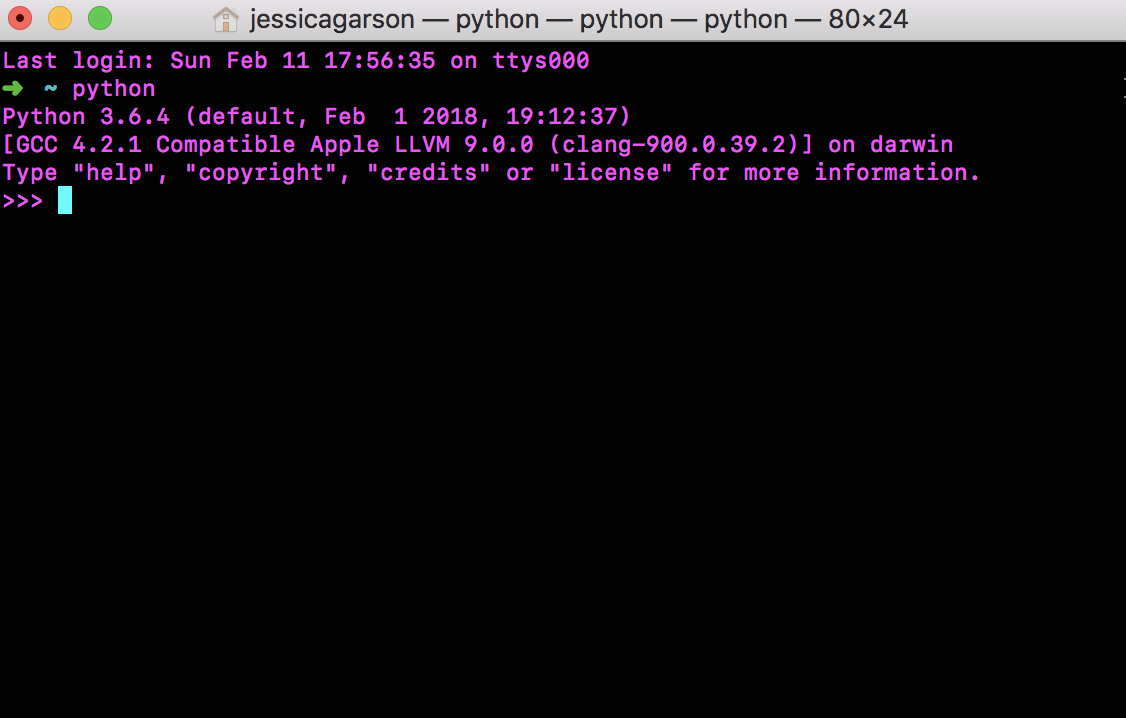 jessicagarson — python — python — python — 80×24
Last login: Sun Feb 11 17:56:35 on ttys000
➜  ~ python
Python 3.6.4 (default, Feb  1 2018, 19:12:37)
[GCC 4.2.1 Compatible Apple LLVM 9.0.0 (clang-900.0.39.2)] on darwin
Type "help", "copyright", "credits" or "license" for more information.
>>>